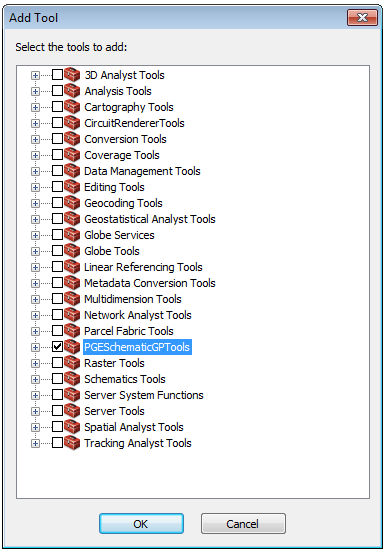 Add Tool
Select the tools to add:
3D Analyst Tools
Analysis Tools
Cartography Tools
CircuitRendererTools
Conversion Tools
Coverage Tools
Data Management Tools
Editing Tools
Geocoding Tools
Geostatistical Analyst Tools
Globe Services
Globe Tools
Linear Referencing Tools
Metadata Conversion Tools
Multidimension Tools
Network Analyst Tools
Parcel Fabric Tools
PGESchematicGPTools
Raster Tools
Schematics Tools
Server System Functions
Server Tools
Spatial Analyst Tools
Tracking Analyst Tools
OK Cancel